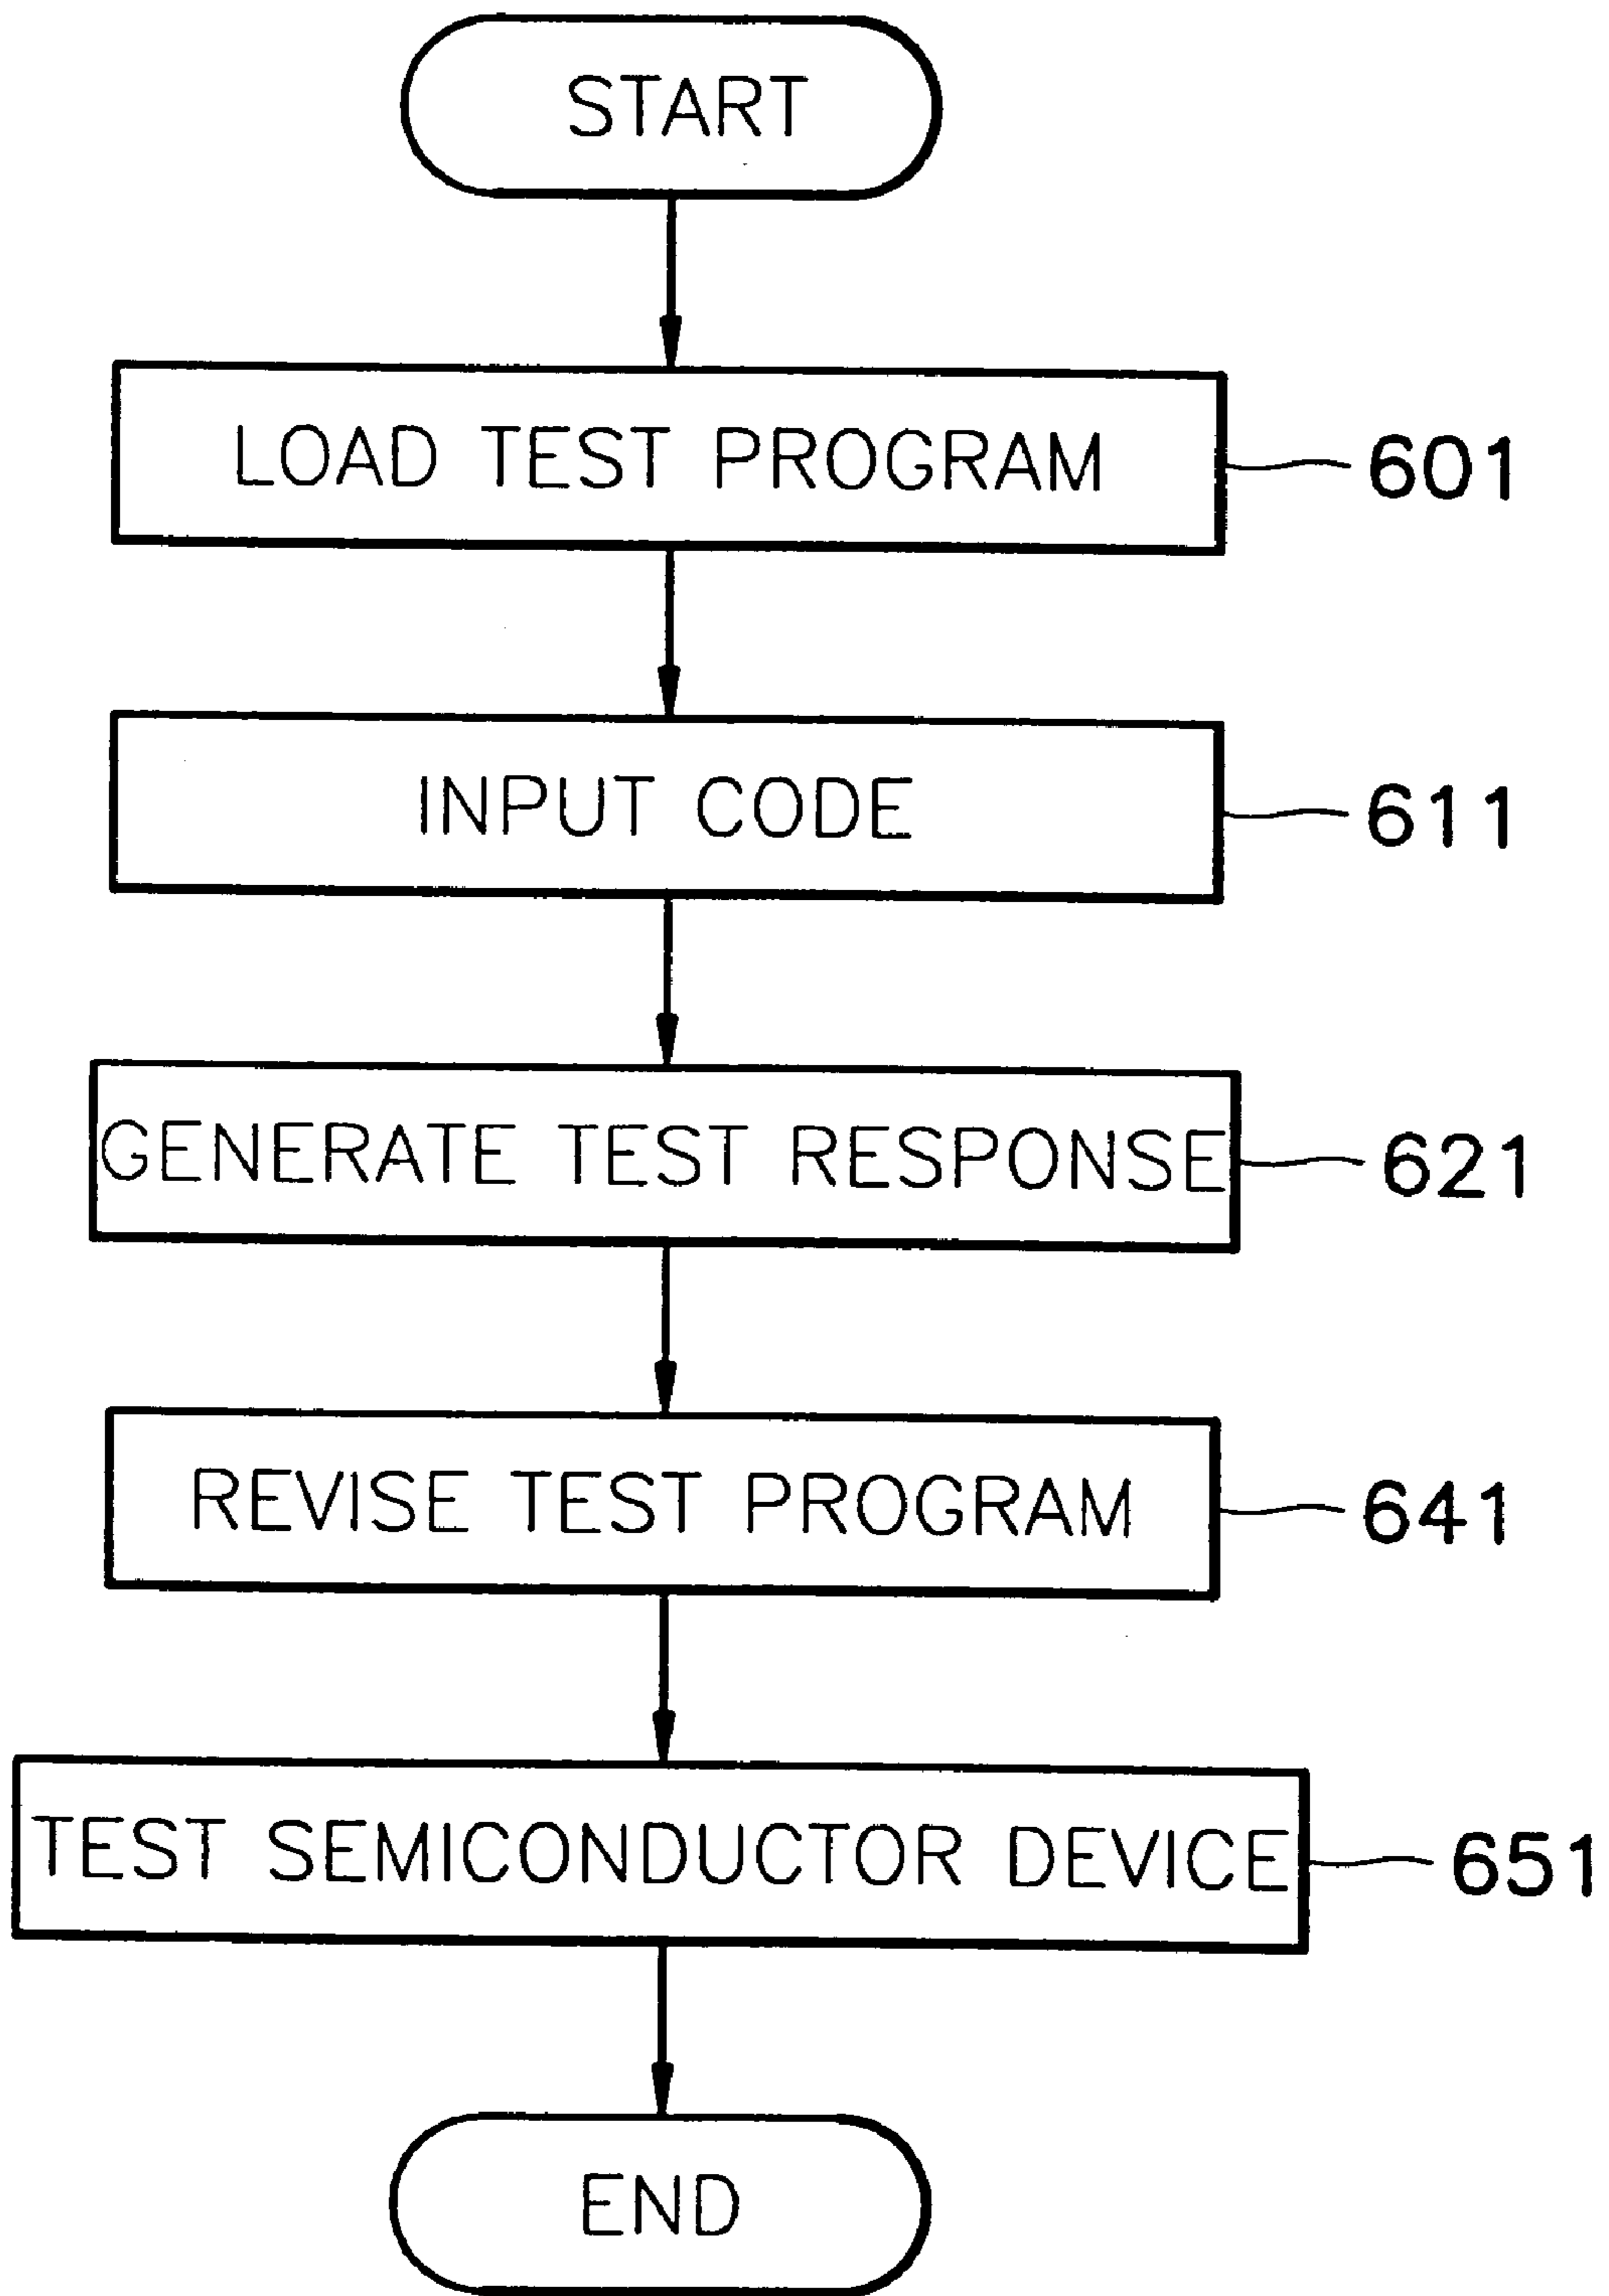 START
LOAD TEST PROGRAM
601
INPUT CODE
611
GENERATE TEST RESPONSE
621
REVISE TEST PROGRAM
641
TEST SEMICONDUCTOR DEVICE
651
END